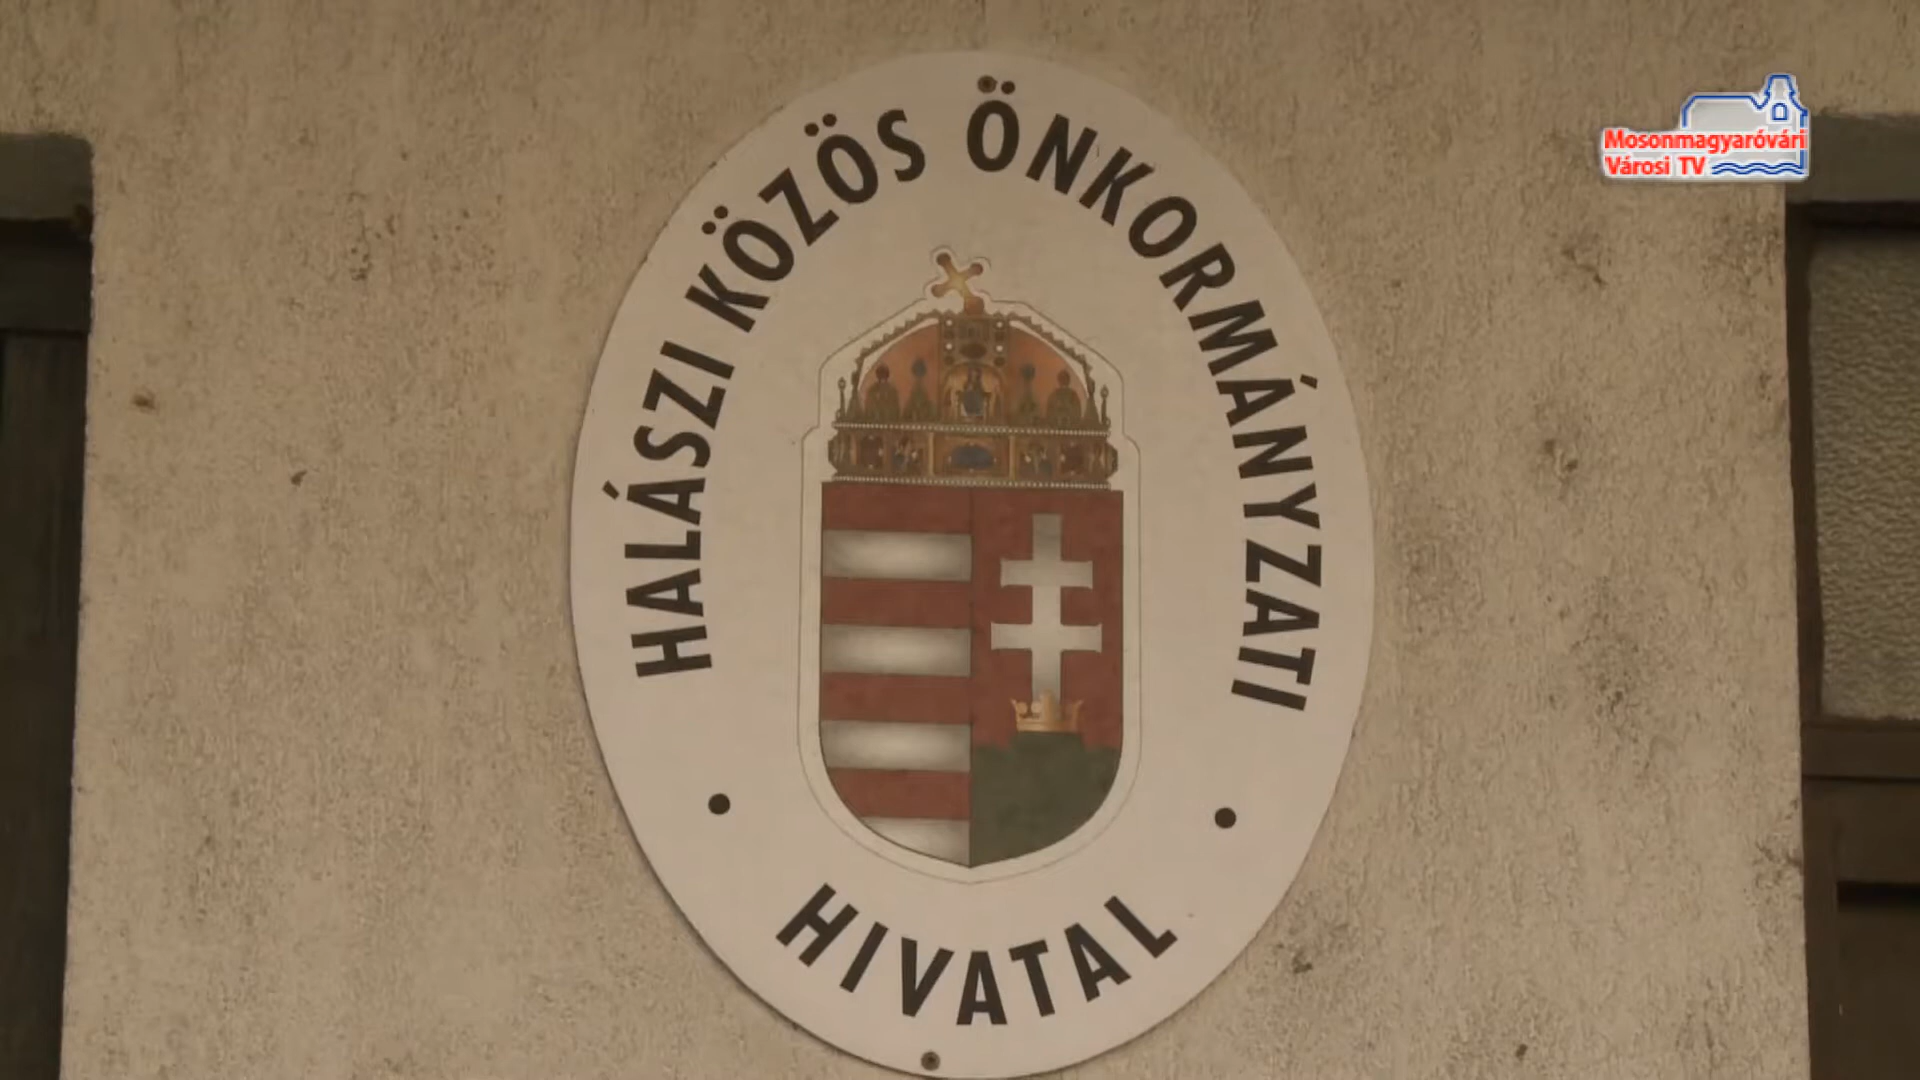 HALÁSZI KÖZÖS ÖNKORMÁNYZATI
• HIVATAL •
Mosonmagyaróvári
Városi TV